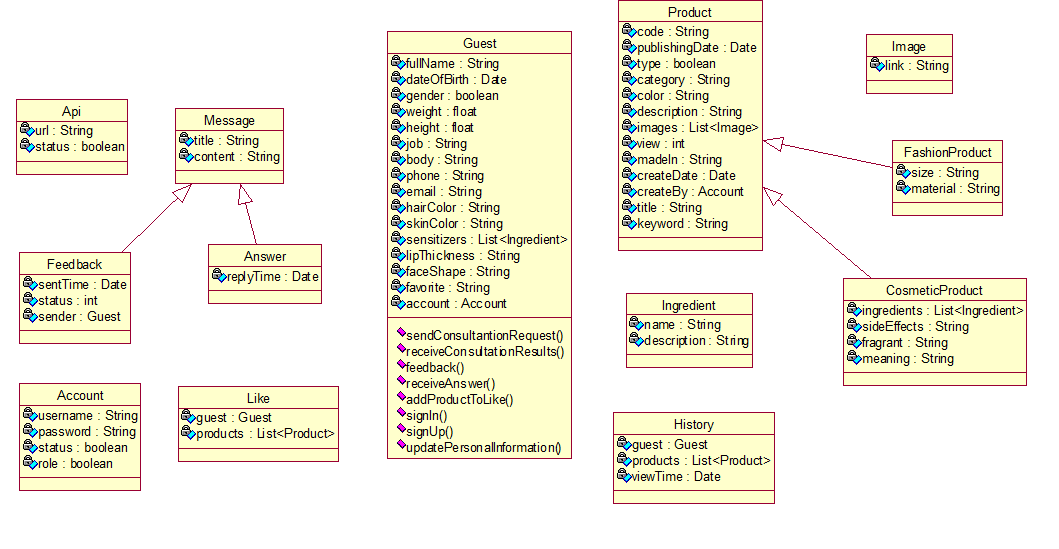 Api
url : String
status : boolean
Message
title : String
content : String
Feedback
sentTime : Date
status : int
sender : Guest
Answer
replyTime : Date
Account
username : String
password : String
status : boolean
role : boolean
Like
guest : Guest
products : List<Product>
Guest
fullName : String
dateOfBirth : Date
gender : boolean
weight : float
height : float
job : String
body : String
phone : String
email : String
hairColor : String
skinColor : String
sensitizers : List<Ingredient>
lipThickness : String
faceShape : String
favorite : String
account : Account
sendConsultantionRequest()
receiveConsultationResults()
feedback()
receiveAnswer()
addProductToLike()
signIn()
signUp()
updatePersonalInformation()
Product
code : String
publishingDate : Date
type : boolean
category : String
color : String
description : String
images : List<Image>
view : int
madeIn : String
createDate : Date
createBy : Account
title : String
keyword : String
Image
link : String
FashionProduct
size : String
material : String
CosmeticProduct
ingredients : List<Ingredient>
sideEffects : String
fragrant : String
meaning : String
Ingredient
name : String
description : String
History
guest : Guest
products : List<Product>
viewTime : Date